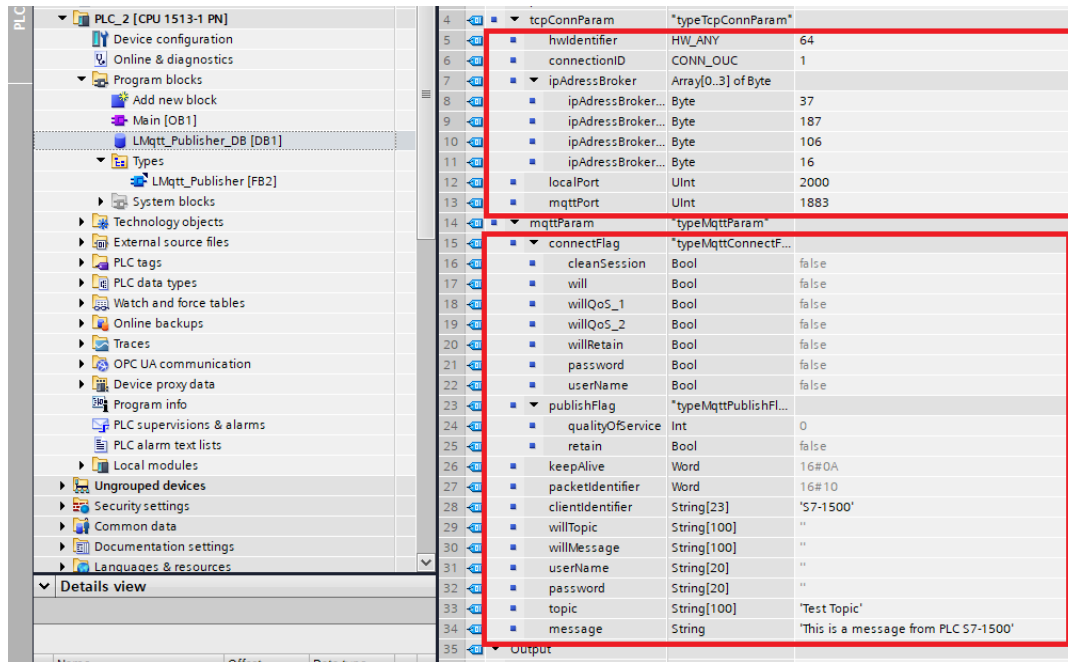 PLC
PLC_2 [CPU 1513-1 PN]
Device configuration
Online & diagnostics
Program blocks
Add new block
Main [OB1]
LMqtt_Publisher_DB [DB1]
Types
LMqtt_Publisher [FB2]
System blocks
Technology objects
External source files
PLC tags
PLC data types
Watch and force tables
Online backups
Traces
OPC UA communication
Device proxy data
Program info
PLC supervisions & alarms
PLC alarm text lists
Local modules
Ungrouped devices
Security settings
Common data
Documentation settings
Languages & resources
Details view
4 tcpConnParam "typeTcpConnParam"
5 hwIdentifier HW_ANY 64
6 connectionID CONN_OUC 1
7 ipAdressBroker Array[0..3] of Byte
8 ipAdressBroker... Byte 37
9 ipAdressBroker... Byte 187
10 ipAdressBroker... Byte 106
11 ipAdressBroker... Byte 16
12 localPort UInt 2000
13 mqttPort UInt 1883
14 mqttParam "typeMqttParam"
15 connectFlag "typeMqttConnectF...
16 cleanSession Bool false
17 will Bool false
18 willQoS_1 Bool false
19 willQoS_2 Bool false
20 willRetain Bool false
21 password Bool false
22 userName Bool false
23 publishFlag "typeMqttPublishFl...
24 qualityOfService Int 0
25 retain Bool false
26 keepAlive Word 16#0A
27 packetIdentifier Word 16#10
28 clientIdentifier String[23] 'S7-1500'
29 willTopic String[100] ''
30 willMessage String[100] ''
31 userName String[20] ''
32 password String[20] ''
33 topic String[100] 'Test Topic'
34 message String 'This is a message from PLC S7-1500'
35 Output